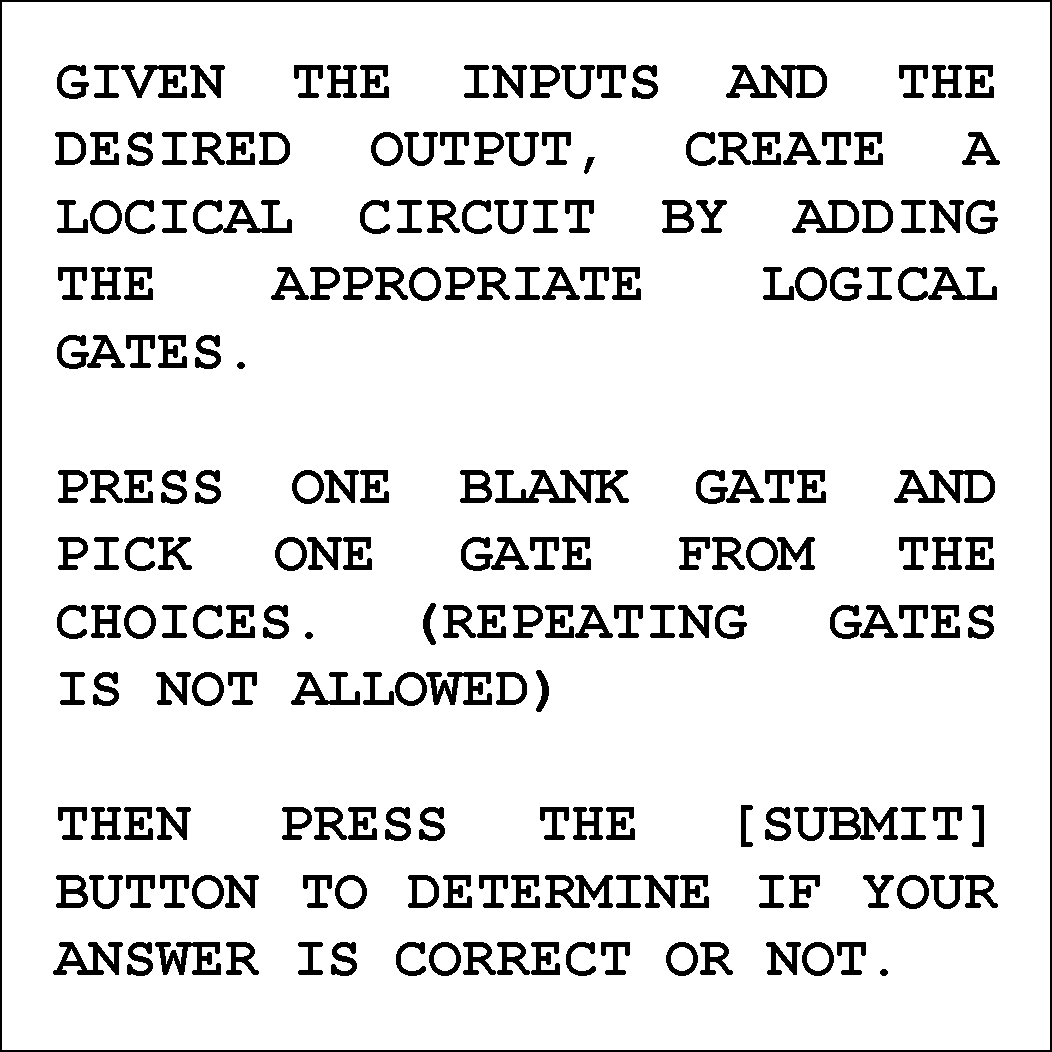 GIVEN THE INPUTS AND THE
DESIRED OUTPUT, CREATE A
LOCICAL CIRCUIT BY ADDING
THE APPROPRIATE LOGICAL
GATES.
PRESS ONE BLANK GATE AND
PICK ONE GATE FROM THE
CHOICES. (REPEATING GATES
IS NOT ALLOWED)
THEN PRESS THE [SUBMIT]
BUTTON TO DETERMINE IF YOUR
ANSWER IS CORRECT OR NOT.